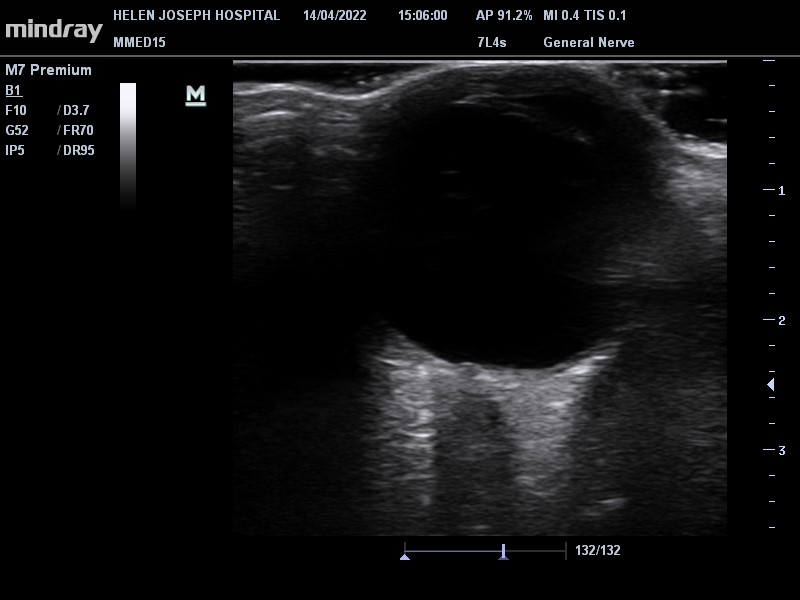 mindray
HELEN JOSEPH HOSPITAL 14/04/2022 15:06:00 AP 91.2% MI 0.4 TIS 0.1
MMED15 7L4s General Nerve
M7 Premium
B1
F10 / D3.7
G52 / FR70
IP5 / DR95
M
1
2
3
132/132